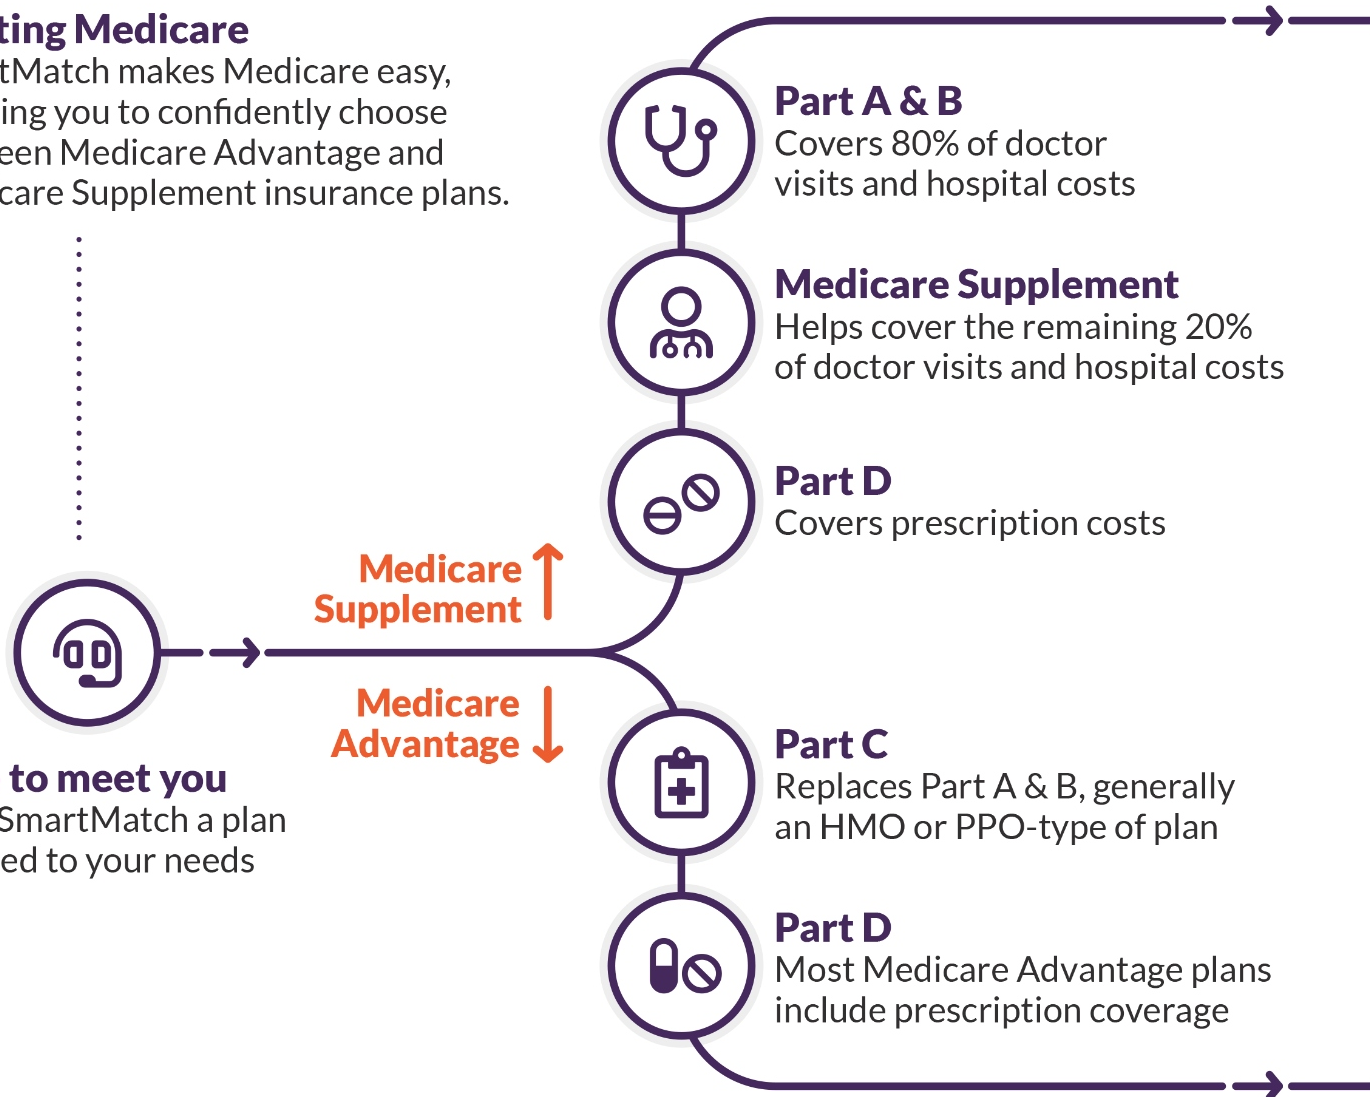 ting Medicare
tMatch makes Medicare easy,
ing you to confidently choose
een Medicare Advantage and
care Supplement insurance plans.
to meet you
SmartMatch a plan
ed to your needs
Medicare
Supplement
Medicare
Advantage
Part A & B
Covers 80% of doctor
visits and hospital costs
Medicare Supplement
Helps cover the remaining 20%
of doctor visits and hospital costs
Part D
Covers prescription costs
Part C
Replaces Part A & B, generally
an HMO or PPO-type of plan
Part D
Most Medicare Advantage plans
include prescription coverage